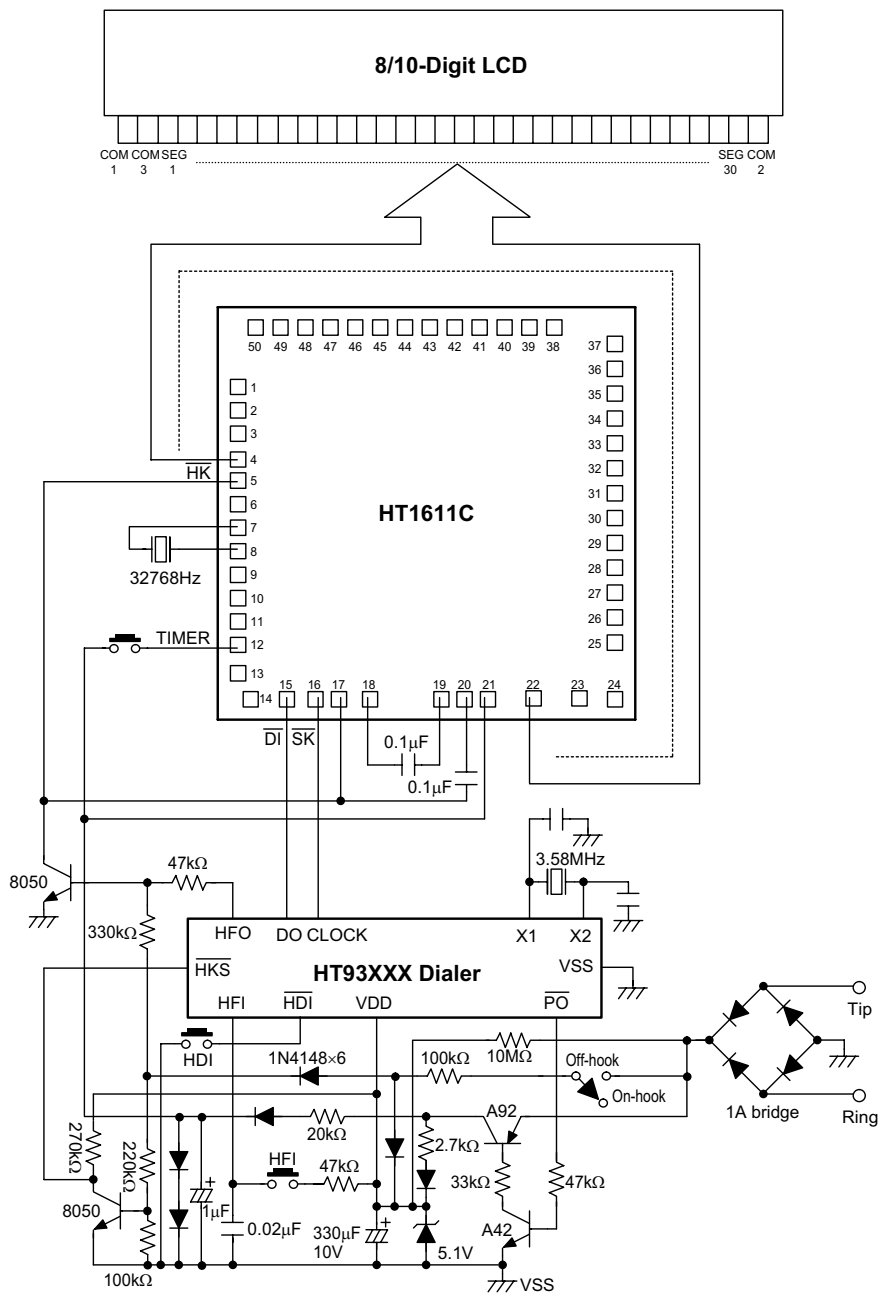 8/10-Digit LCD
COM COM SEG SEG COM
1 3 1 30 2
50 49 48 47 46 45 44 43 42 41 40 39 38
37
36
35
34
33
32
31
30
29
28
27
26
25
1
2
3
4
HK
5
6
7
8
32768Hz
9
10
11
TIMER 12
13
HT1611C
14 15 16 17 18 19 20 21 22 23 24
DI SK
0.1μF
0.1μF
47kΩ
8050
330kΩ
3.58MHz
HFO DO CLOCK X1 X2
HKS HT93XXX Dialer VSS
HFI HDI VDD PO
HDI
1N4148×6
10MΩ
100kΩ
Off-hook
On-hook
Tip
1A bridge
Ring
270kΩ
220kΩ
20kΩ
A92
2.7kΩ
HFI
47kΩ
33kΩ
47kΩ
8050
1μF
+
0.02μF
330μF
10V
+
5.1V
A42
100kΩ
VSS